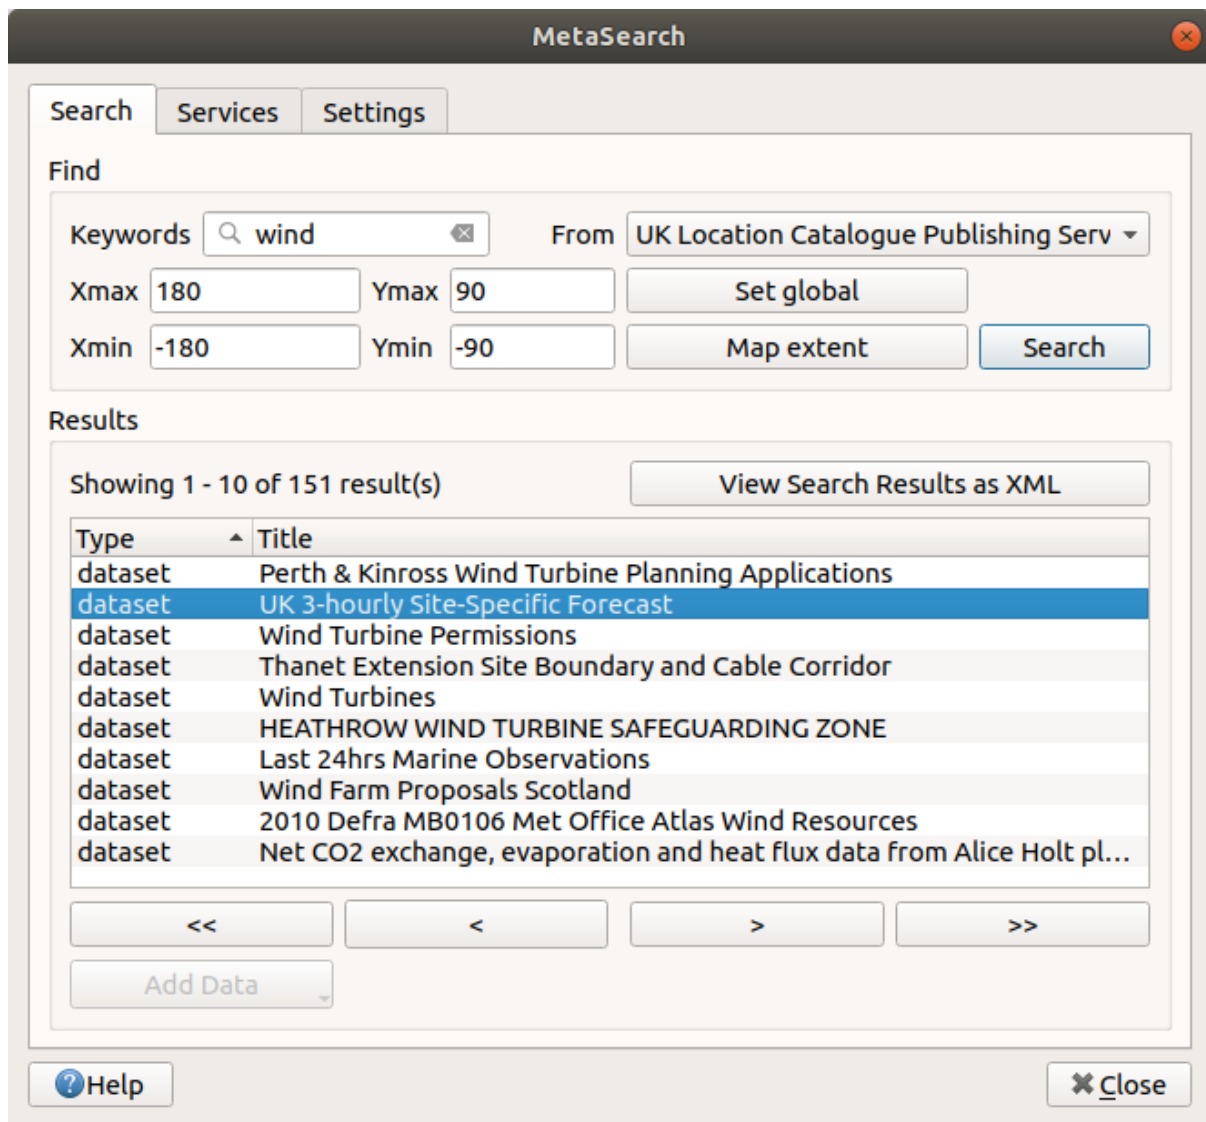 MetaSearch
Search Services Settings
Find
Keywords wind From UK Location Catalogue Publishing Serv
Xmax 180 Ymax 90 Set global
Xmin -180 Ymin -90 Map extent Search
Results
Showing 1 - 10 of 151 result(s) View Search Results as XML
Type Title
dataset Perth & Kinross Wind Turbine Planning Applications
dataset UK 3-hourly Site-Specific Forecast
dataset Wind Turbine Permissions
dataset Thanet Extension Site Boundary and Cable Corridor
dataset Wind Turbines
dataset HEATHROW WIND TURBINE SAFEGUARDING ZONE
dataset Last 24hrs Marine Observations
dataset Wind Farm Proposals Scotland
dataset 2010 Defra MB0106 Met Office Atlas Wind Resources
dataset Net CO2 exchange, evaporation and heat flux data from Alice Holt pl...
<< < > >>
Add Data
Help Close